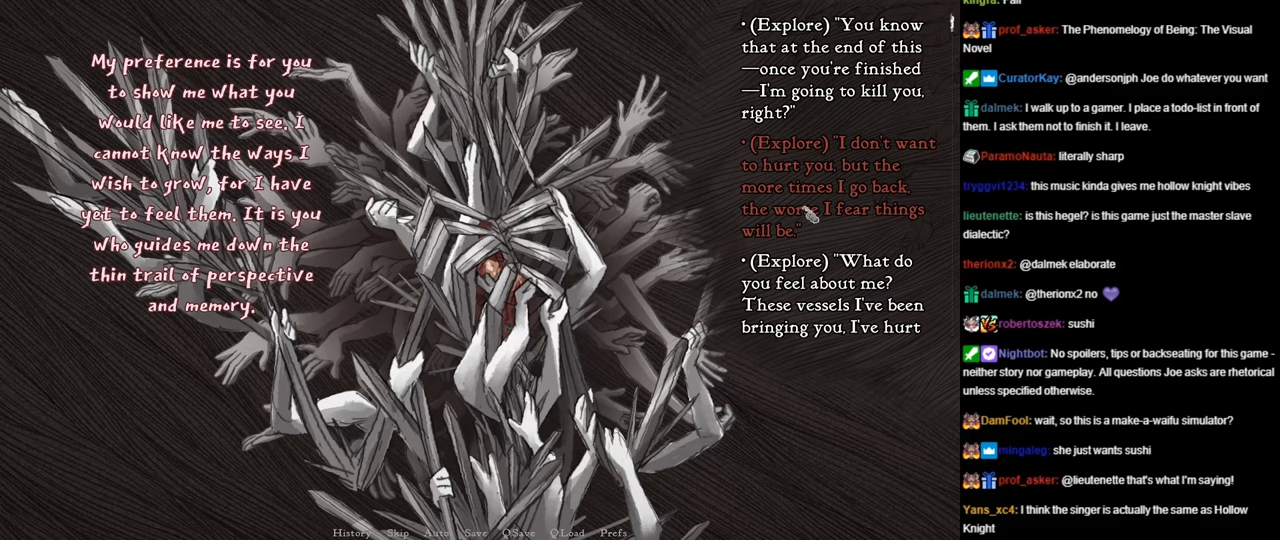 My preference is for you
to show me what you
would like me to see. I
cannot know the ways I
wish to grow, for I have
yet to feel them. It is you
who guides me down the
thin trail of perspective
and memory.
• (Explore) "You know
that at the end of this
—once you're finished
—I'm going to kill you,
right?"
• (Explore) "I don't want
to hurt you, but the
more times I go back,
the worse I fear things
will be."
• (Explore) "What do
you feel about me?
These vessels I've been
bringing you, I've hurt
History Skip Auto Save Q.Save Q.Load Prefs
prof_asker: The Phenomelogy of Being: The Visual
Novel
CuratorKay: @andersonjph Joe do whatever you want
dalmek: I walk up to a gamer. I place a todo-list in front of
them. I ask them not to finish it. I leave.
ParamoNauta: literally sharp
tryggvi1234: this music kinda gives me hollow knight vibes
lieutenette: is this hegel? is this game just the master slave
dialectic?
therionx2: @dalmek elaborate
dalmek: @therionx2 no
robertoszek: sushi
Nightbot: No spoilers, tips or backseating for this game -
neither story nor gameplay. All questions Joe asks are rhetorical
unless specified otherwise.
DamFool: wait, so this is a make-a-waifu simulator?
mingaleg: she just wants sushi
prof_asker: @lieutenette that's what I'm saying!
Yans_xc4: I think the singer is actually the same as Hollow
Knight